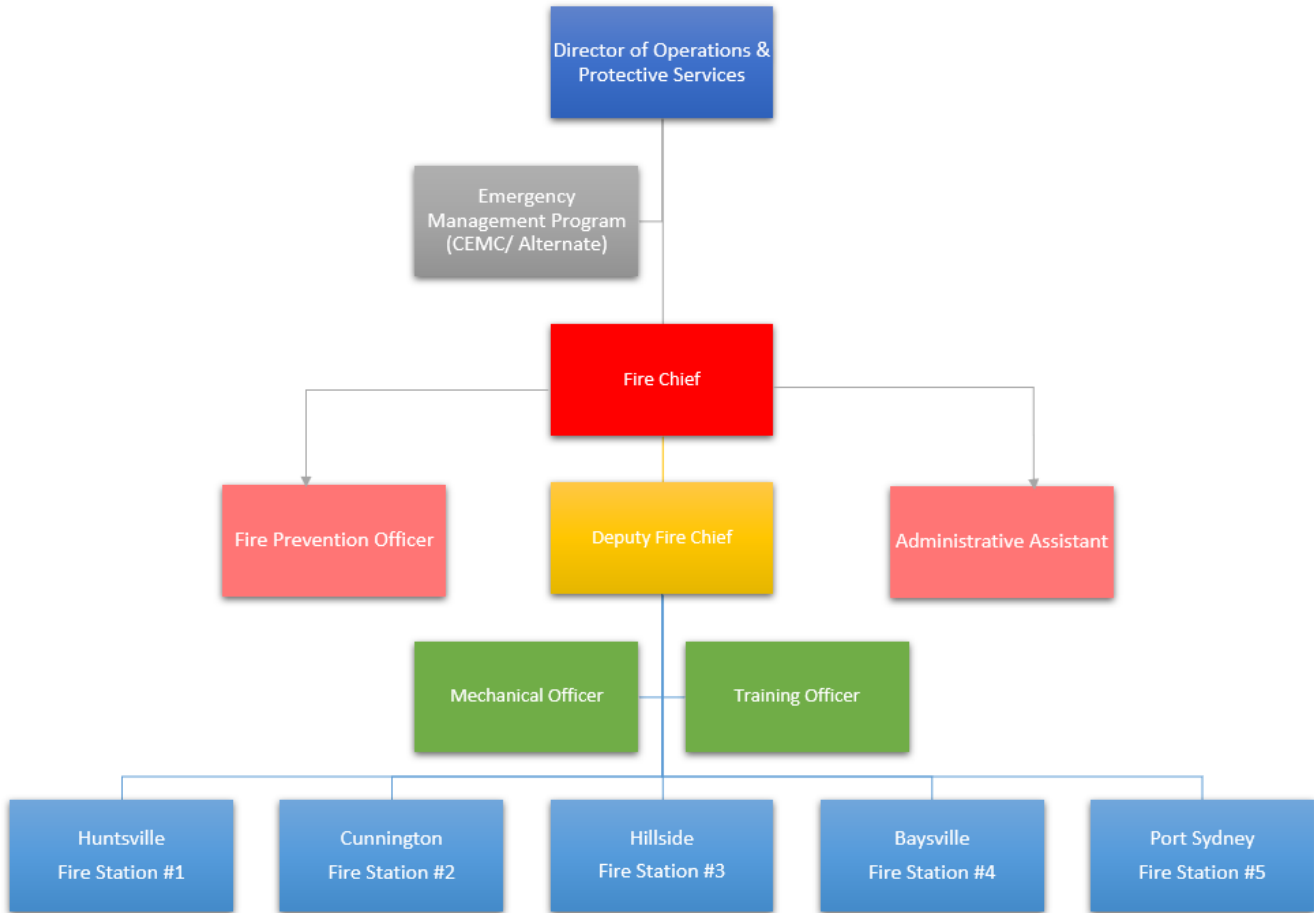 Director of Operations &
Protective Services
Emergency
Management Program
(CEMC/ Alternate)
Fire Chief
Fire Prevention Officer
Deputy Fire Chief
Administrative Assistant
Mechanical Officer
Training Officer
Huntsville
Fire Station #1
Cunnington
Fire Station #2
Hillside
Fire Station #3
Baysville
Fire Station #4
Port Sydney
Fire Station #5